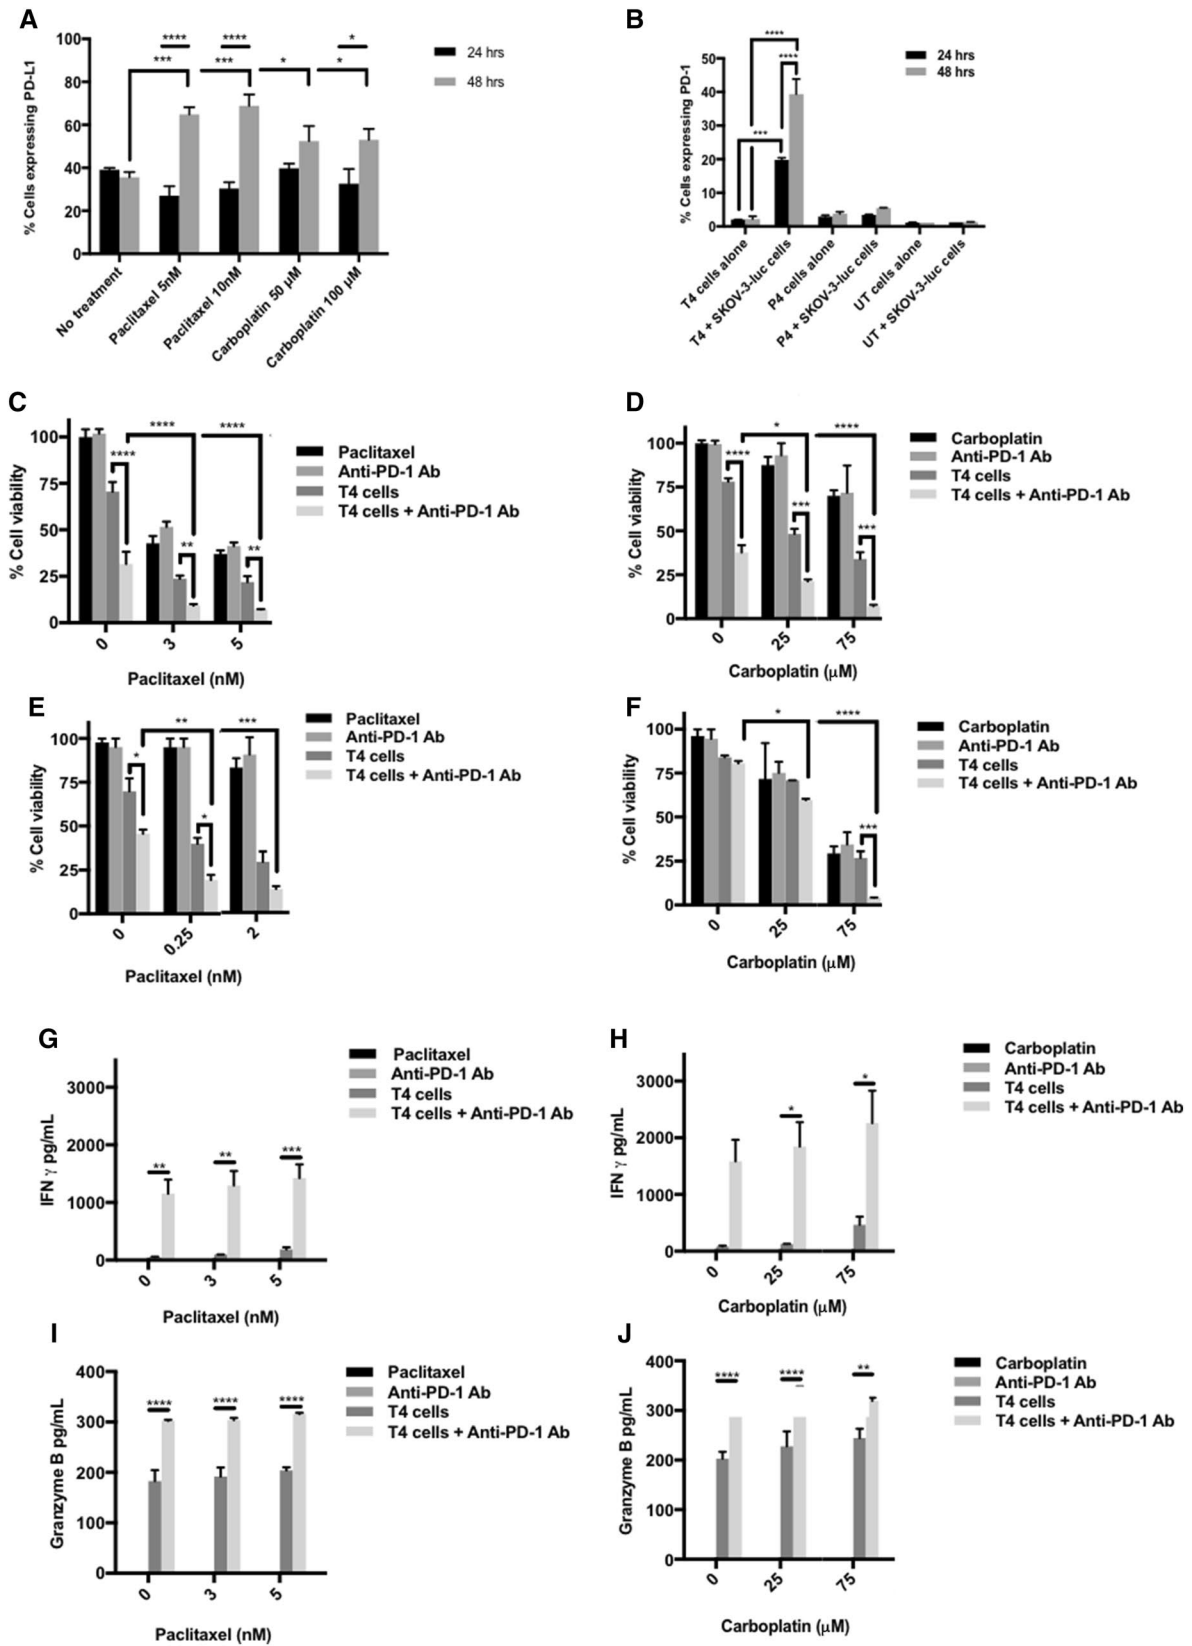 A
% Cells expressing PD-L1
100
80
60
40
20
0
****
****
*
***
***
*
*
24 hrs
48 hrs
No treatment
Paclitaxel 5nM
Paclitaxel 10nM
Carboplatin 50 µM
Carboplatin 100 µM
B
% Cells expressing PD-1
50
40
30
20
10
0
****
****
***
24 hrs
48 hrs
T4 cells alone
T4 + SKOV-3-luc cells
P4 cells alone
P4 + SKOV-3-luc cells
UT cells alone
UT + SKOV-3-luc cells
C
% Cell viability
100
75
50
25
0
****
****
****
**
**
Paclitaxel
Anti-PD-1 Ab
T4 cells
T4 cells + Anti-PD-1 Ab
0
3
5
Paclitaxel (nM)
D
% Cell viability
100
75
50
25
0
*
****
****
***
***
Carboplatin
Anti-PD-1 Ab
T4 cells
T4 cells + Anti-PD-1 Ab
0
25
75
Carboplatin (µM)
E
% Cell viability
100
75
50
25
0
**
***
*
*
Paclitaxel
Anti-PD-1 Ab
T4 cells
T4 cells + Anti-PD-1 Ab
0
0.25
2
Paclitaxel (nM)
F
% Cell viability
100
75
50
25
0
*
****
***
Carboplatin
Anti-PD-1 Ab
T4 cells
T4 cells + Anti-PD-1 Ab
0
25
75
Carboplatin (µM)
G
IFN γ pg/mL
3000
2000
1000
0
**
**
***
Paclitaxel
Anti-PD-1 Ab
T4 cells
T4 cells + Anti-PD-1 Ab
0
3
5
Paclitaxel (nM)
H
IFN γ pg/mL
3000
2000
1000
0
*
*
Carboplatin
Anti-PD-1 Ab
T4 cells
T4 cells + Anti-PD-1 Ab
0
25
75
Carboplatin (µM)
I
Granzyme B pg/mL
400
300
200
100
0
****
****
****
Paclitaxel
Anti-PD-1 Ab
T4 cells
T4 cells + Anti-PD-1 Ab
0
3
5
Paclitaxel (nM)
J
Granzyme B pg/mL
400
300
200
100
0
****
****
**
Carboplatin
Anti-PD-1 Ab
T4 cells
T4 cells + Anti-PD-1 Ab
0
25
75
Carboplatin (µM)